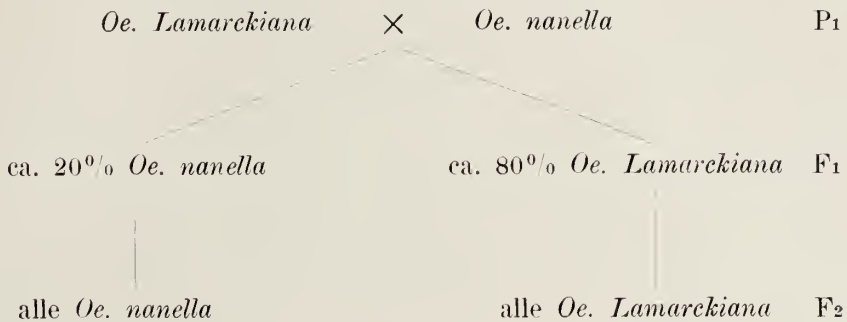 Oe. Lamarckiana × Oe. nanella P1
ca. 20% Oe. nanella ca. 80% Oe. Lamarckiana F1
alle Oe. nanella alle Oe. Lamarckiana F2